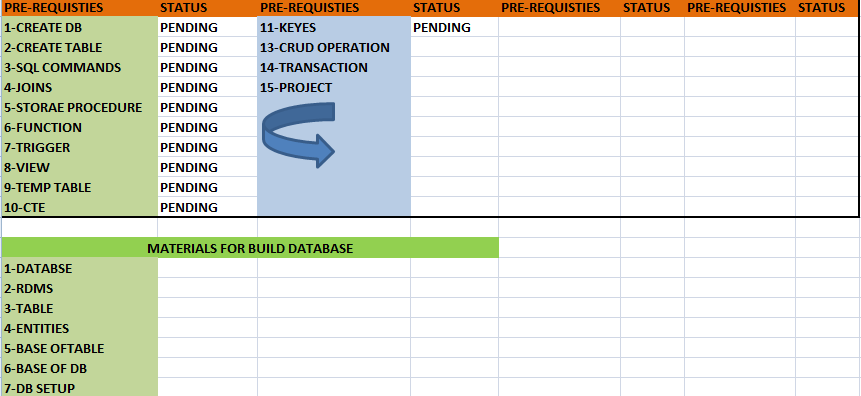 PRE-REQUISTIES STATUS PRE-REQUISTIES STATUS PRE-REQUISTIES STATUS PRE-REQUISTIES STATUS
1-CREATE DB PENDING 11-KEYES PENDING
2-CREATE TABLE PENDING 13-CRUD OPERATION
3-SQL COMMANDS PENDING 14-TRANSACTION
4-JOINS PENDING 15-PROJECT
5-STORAE PROCEDURE PENDING
6-FUNCTION PENDING
7-TRIGGER PENDING
8-VIEW PENDING
9-TEMP TABLE PENDING
10-CTE PENDING
MATERIALS FOR BUILD DATABASE
1-DATABSE
2-RDMS
3-TABLE
4-ENTITIES
5-BASE OFTABLE
6-BASE OF DB
7-DB SETUP